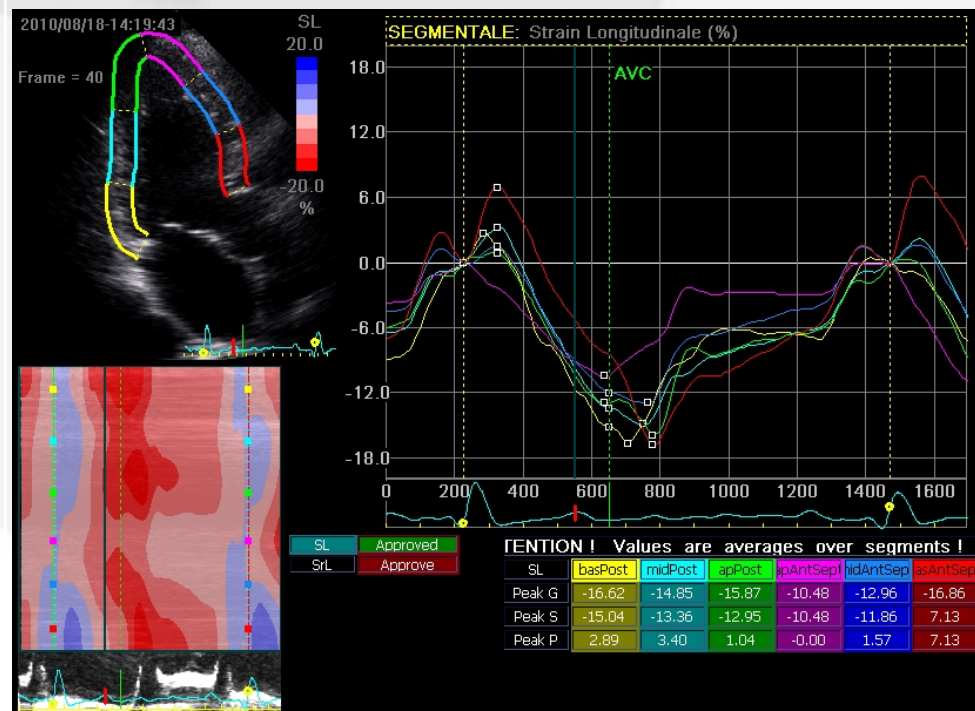 2010/08/18-14:19:43
SL
20.0
Frame = 40
-20.0
%
SEGMENTALE: Strain Longitudinale (%)
AVC
18.0
12.0
6.0
0.0
-6.0
-12.0
-18.0
0 200 400 600 800 1000 1200 1400 1600
SL Approved
SrL Approve
TENTION ! Values are averages over segments !
SL basPost midPost apPost apAntSept midAntSept basAntSep
Peak G -16.62 -14.85 -15.87 -10.48 -12.96 -16.86
Peak S -15.04 -13.36 -12.95 -10.48 -11.86 7.13
Peak P 2.89 3.40 1.04 -0.00 1.57 7.13